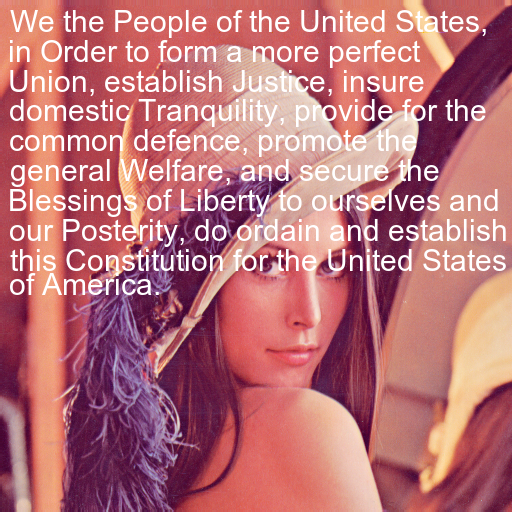 We the People of the United States,
in Order to form a more perfect
Union, establish Justice, insure
domestic Tranquility, provide for the
common defence, promote the
general Welfare, and secure the
Blessings of Liberty to ourselves and
our Posterity, do ordain and establish
this Constitution for the United States
of America.